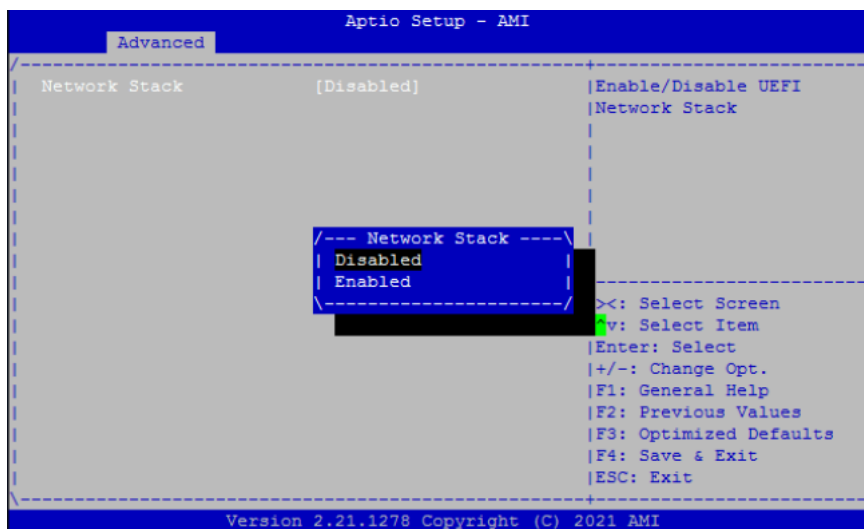 Aptio Setup - AMI
Advanced
Network Stack [Disabled]
Enable/Disable UEFI
Network Stack
/--- Network Stack ----\
Disabled
Enabled
><: Select Screen
^v: Select Item
Enter: Select
+/-: Change Opt.
F1: General Help
F2: Previous Values
F3: Optimized Defaults
F4: Save & Exit
ESC: Exit
Version 2.21.1278 Copyright (C) 2021 AMI